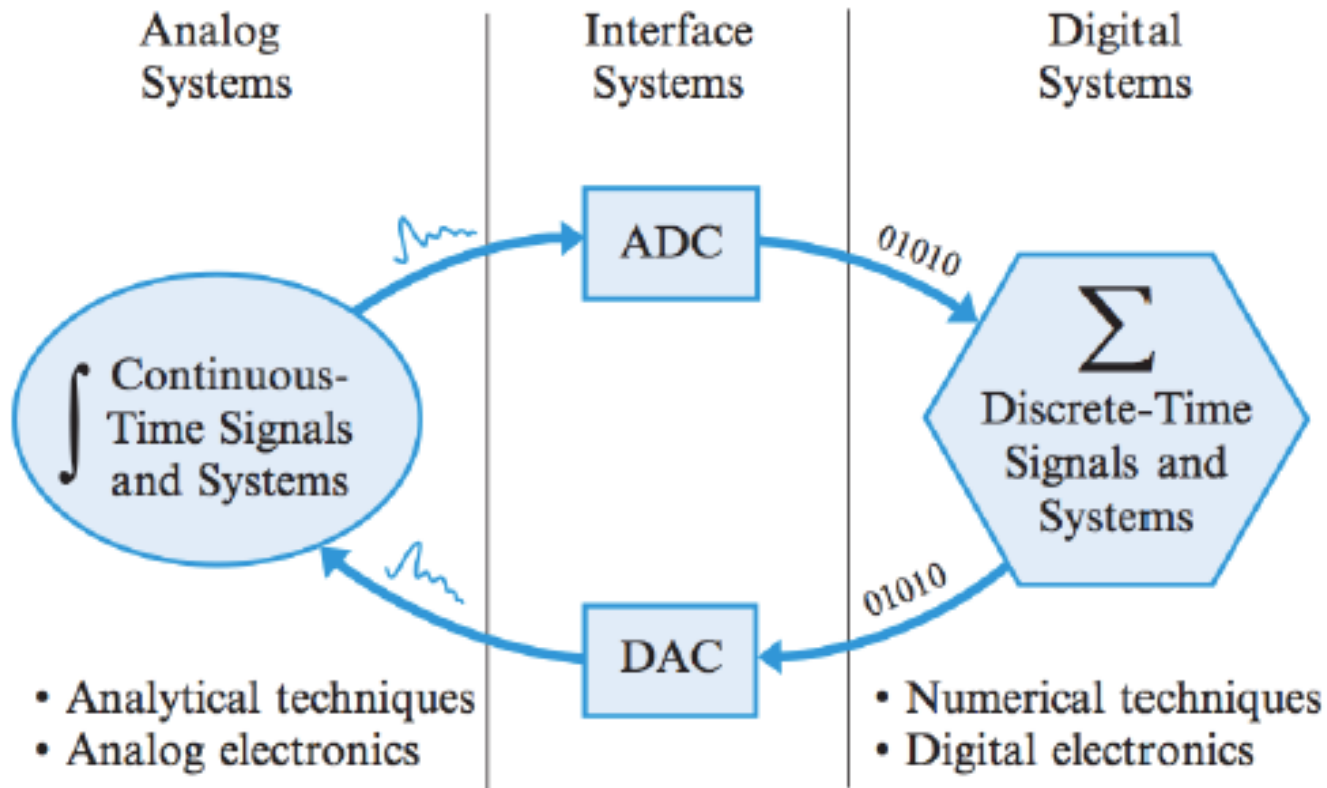 Analog
Systems
Interface
Systems
Digital
Systems
ADC
01010
∫ Continuous-
Time Signals
and Systems
∑
Discrete-Time
Signals and
Systems
01010
DAC
• Analytical techniques
• Analog electronics
• Numerical techniques
• Digital electronics